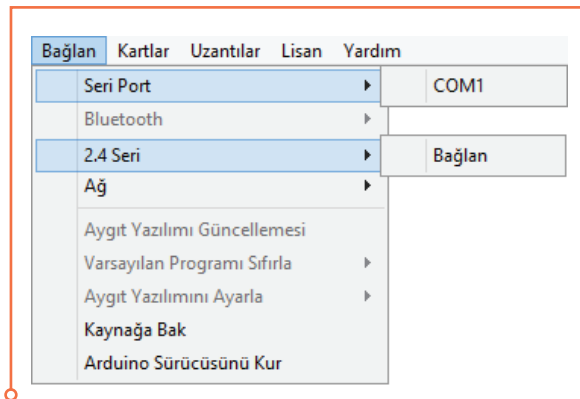 Bağlan Kartlar Uzantılar Lisan Yardım
Seri Port COM1
Bluetooth
2.4 Seri Bağlan
Ağ
Aygıt Yazılımı Güncellemesi
Varsayılan Programı Sıfırla
Aygıt Yazılımını Ayarla
Kaynağa Bak
Arduino Sürücüsünü Kur